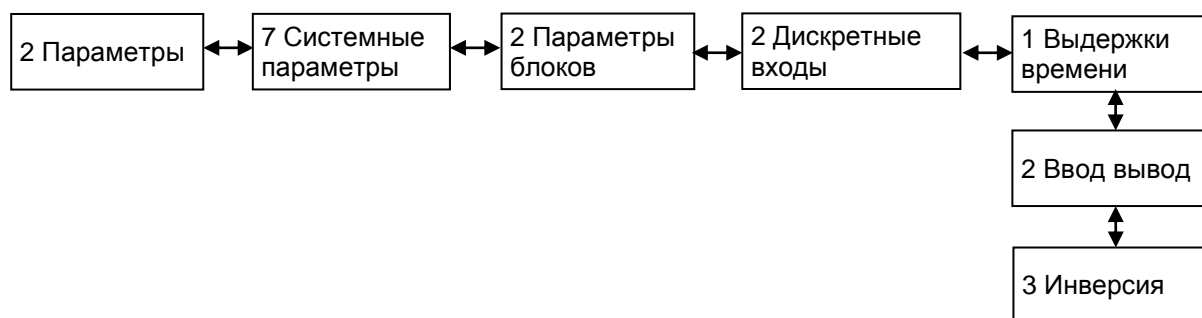 2 Параметры
7 Системные
параметры
2 Параметры
блоков
2 Дискретные
входы
1 Выдержки
времени
2 Ввод вывод
3 Инверсия